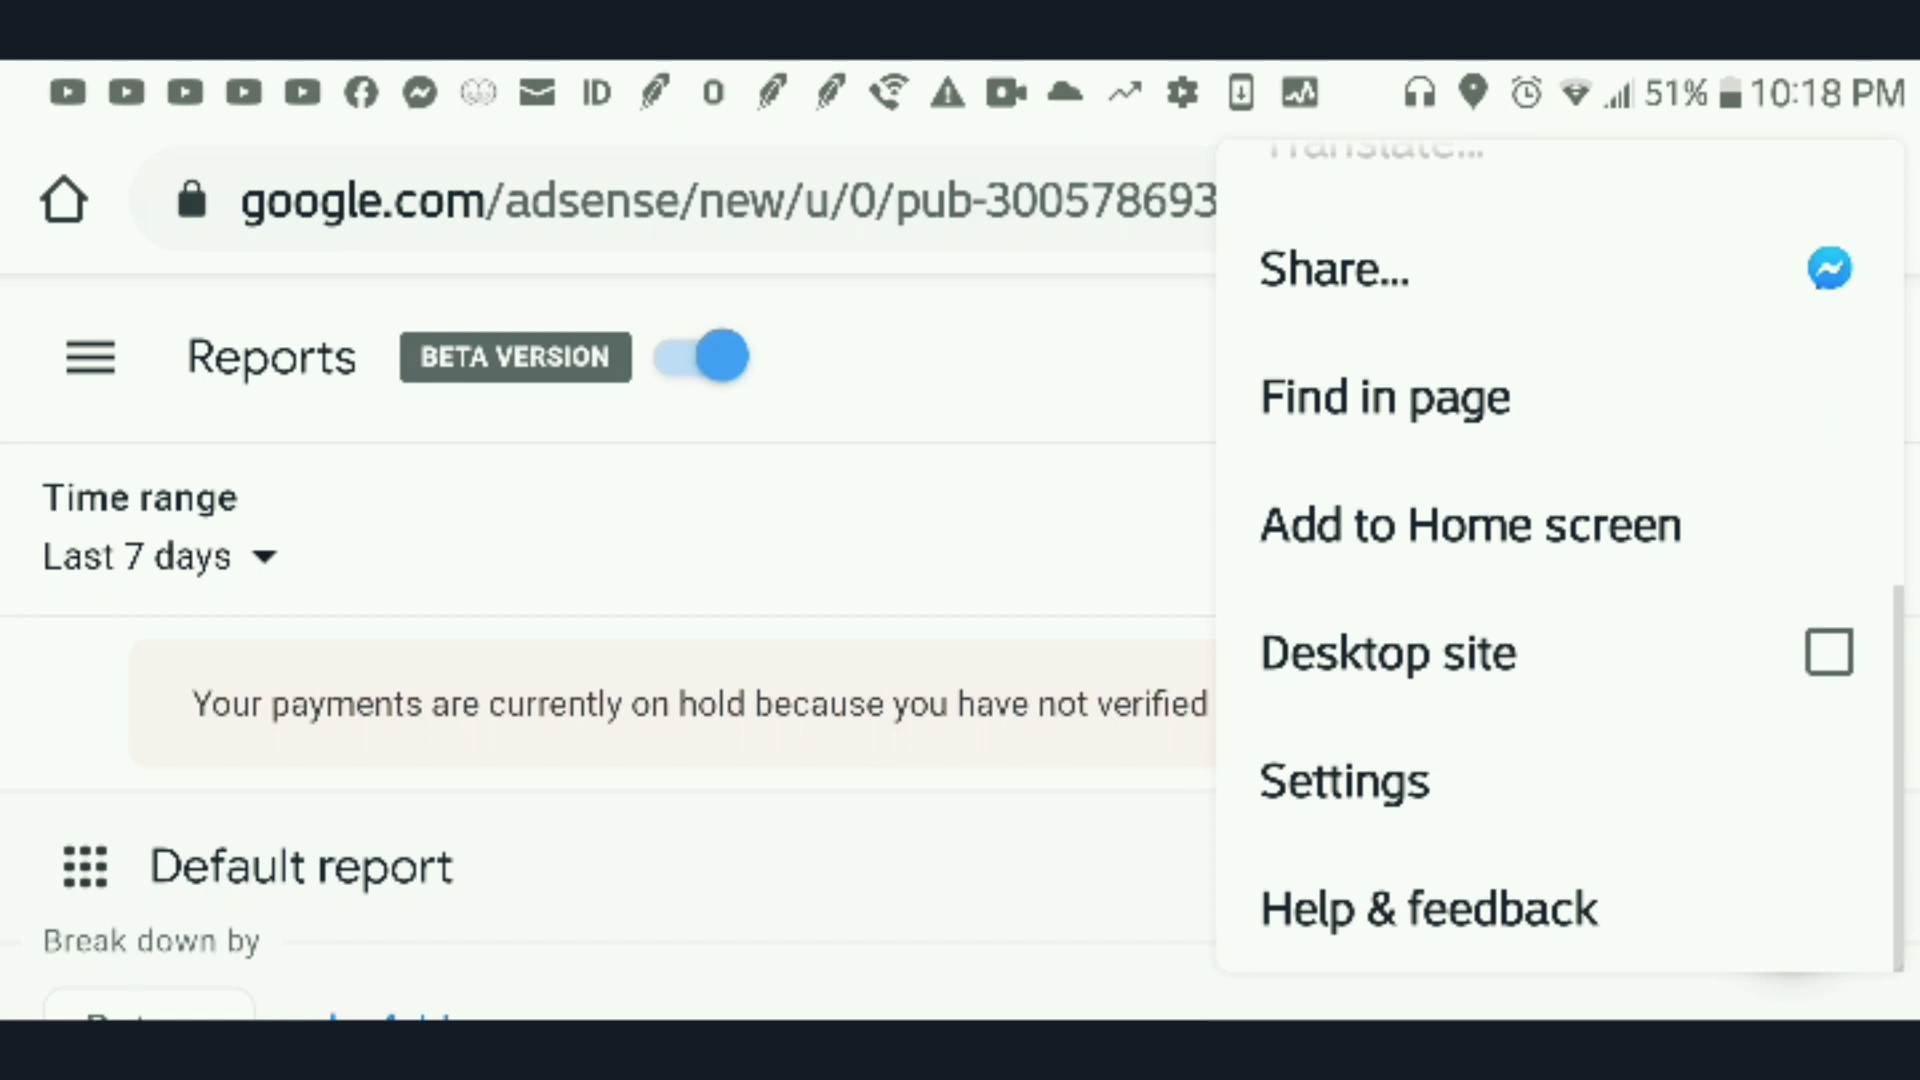 ID
0
51%
10:18 PM
google.com/adsense/new/u/0/pub-300578693
Translate...
Share...
Reports
BETA VERSION
Find in page
Time range
Last 7 days
Add to Home screen
Desktop site
Your payments are currently on hold because you have not verified
Settings
Default report
Help & feedback
Break down by